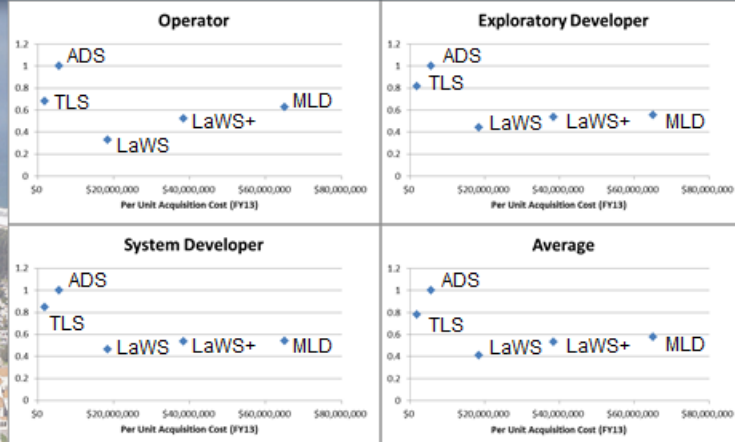 Operator
1.2
1
0.8
0.6
0.4
0.2
0
ADS
TLS
LaWS
LaWS+
MLD
$0 $20,000,000 $40,000,000 $60,000,000 $80,000,000
Per Unit Acquisition Cost (FY13)
Exploratory Developer
1.2
1
0.8
0.6
0.4
0.2
0
ADS
TLS
LaWS
LaWS+
MLD
$0 $20,000,000 $40,000,000 $60,000,000 $80,000,000
Per Unit Acquisition Cost (FY13)
System Developer
1.2
1
0.8
0.6
0.4
0.2
0
ADS
TLS
LaWS
LaWS+
MLD
$0 $20,000,000 $40,000,000 $60,000,000 $80,000,000
Per Unit Acquisition Cost (FY13)
Average
1.2
1
0.8
0.6
0.4
0.2
0
ADS
TLS
LaWS
LaWS+
MLD
$0 $20,000,000 $40,000,000 $60,000,000 $80,000,000
Per Unit Acquisition Cost (FY13)